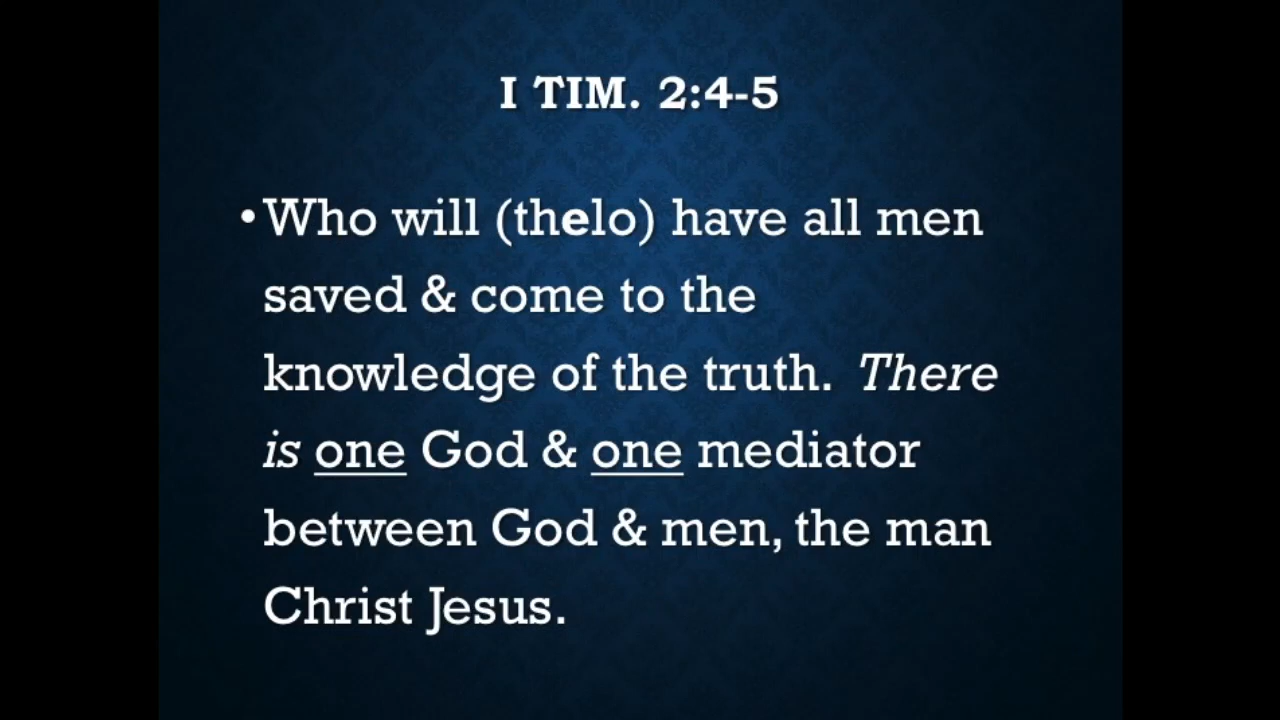 I TIM. 2:4-5
•Who will (thelo) have all men
saved & come to the
knowledge of the truth.  There
is one God & one mediator
between God & men, the man
Christ Jesus.